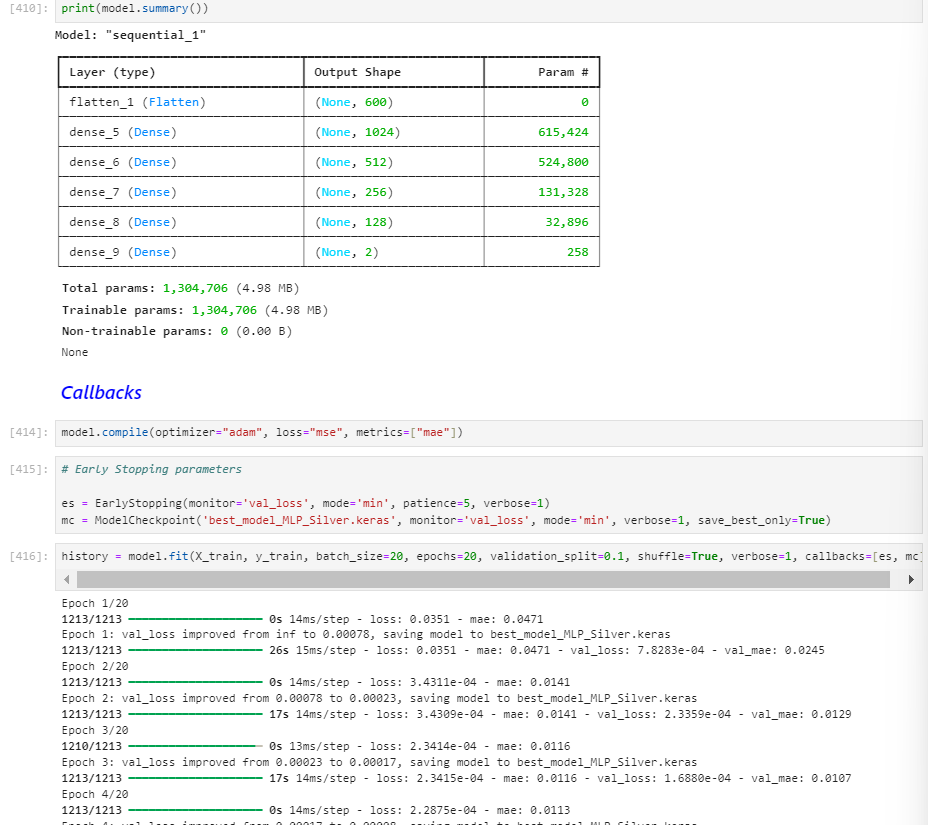 [410]: print(model.summary())
Model: "sequential_1"
Layer (type) Output Shape Param #
flatten_1 (Flatten) (None, 600) 0
dense_5 (Dense) (None, 1024) 615,424
dense_6 (Dense) (None, 512) 524,800
dense_7 (Dense) (None, 256) 131,328
dense_8 (Dense) (None, 128) 32,896
dense_9 (Dense) (None, 2) 258
Total params: 1,304,706 (4.98 MB)
Trainable params: 1,304,706 (4.98 MB)
Non-trainable params: 0 (0.00 B)
None
Callbacks
[414]: model.compile(optimizer="adam", loss="mse", metrics=["mae"])
[415]: # Early Stopping parameters
es = EarlyStopping(monitor='val_loss', mode='min', patience=5, verbose=1)
mc = ModelCheckpoint('best_model_MLP_Silver.keras', monitor='val_loss', mode='min', verbose=1, save_best_only=True)
[416]: history = model.fit(X_train, y_train, batch_size=20, epochs=20, validation_split=0.1, shuffle=True, verbose=1, callbacks=[es, mc]
Epoch 1/20
1213/1213 0s 14ms/step - loss: 0.0351 - mae: 0.0471
Epoch 1: val_loss improved from inf to 0.00078, saving model to best_model_MLP_Silver.keras
1213/1213 26s 15ms/step - loss: 0.0351 - mae: 0.0471 - val_loss: 7.8283e-04 - val_mae: 0.0245
Epoch 2/20
1213/1213 0s 14ms/step - loss: 3.4311e-04 - mae: 0.0141
Epoch 2: val_loss improved from 0.00078 to 0.00023, saving model to best_model_MLP_Silver.keras
1213/1213 17s 14ms/step - loss: 3.4309e-04 - mae: 0.0141 - val_loss: 2.3359e-04 - val_mae: 0.0129
Epoch 3/20
1210/1213 0s 13ms/step - loss: 2.3414e-04 - mae: 0.0116
Epoch 3: val_loss improved from 0.00023 to 0.00017, saving model to best_model_MLP_Silver.keras
1213/1213 17s 14ms/step - loss: 2.3415e-04 - mae: 0.0116 - val_loss: 1.6880e-04 - val_mae: 0.0107
Epoch 4/20
1213/1213 0s 14ms/step - loss: 2.2875e-04 - mae: 0.0113